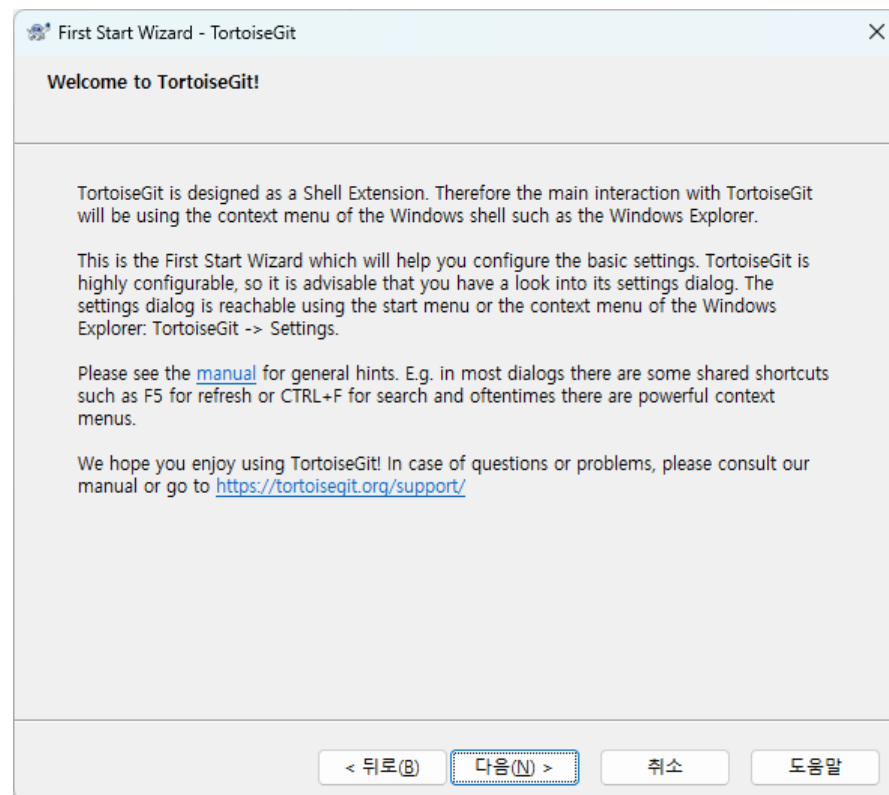 First Start Wizard - TortoiseGit
Welcome to TortoiseGit!
TortoiseGit is designed as a Shell Extension. Therefore the main interaction with TortoiseGit
will be using the context menu of the Windows shell such as the Windows Explorer.
This is the First Start Wizard which will help you configure the basic settings. TortoiseGit is
highly configurable, so it is advisable that you have a look into its settings dialog. The
settings dialog is reachable using the start menu or the context menu of the Windows
Explorer: TortoiseGit -> Settings.
Please see the manual for general hints. E.g. in most dialogs there are some shared shortcuts
such as F5 for refresh or CTRL+F for search and oftentimes there are powerful context
menus.
We hope you enjoy using TortoiseGit! In case of questions or problems, please consult our
manual or go to https://tortoisegit.org/support/
< 뒤로(B) 다음(N) > 취소 도움말